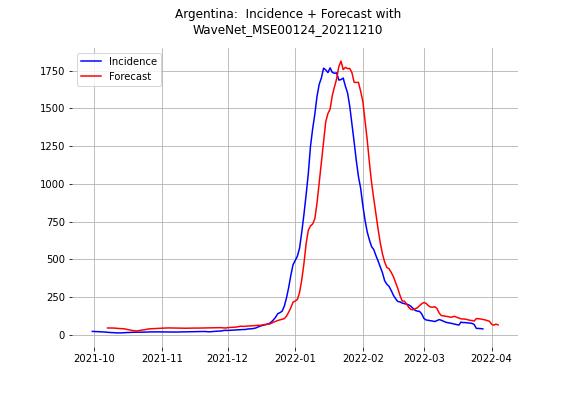 Argentina:  Incidence + Forecast with
WaveNet_MSE00124_20211210
Incidence
Forecast
1750
1500
1250
1000
750
500
250
0
2021-10 2021-11 2021-12 2022-01 2022-02 2022-03 2022-04